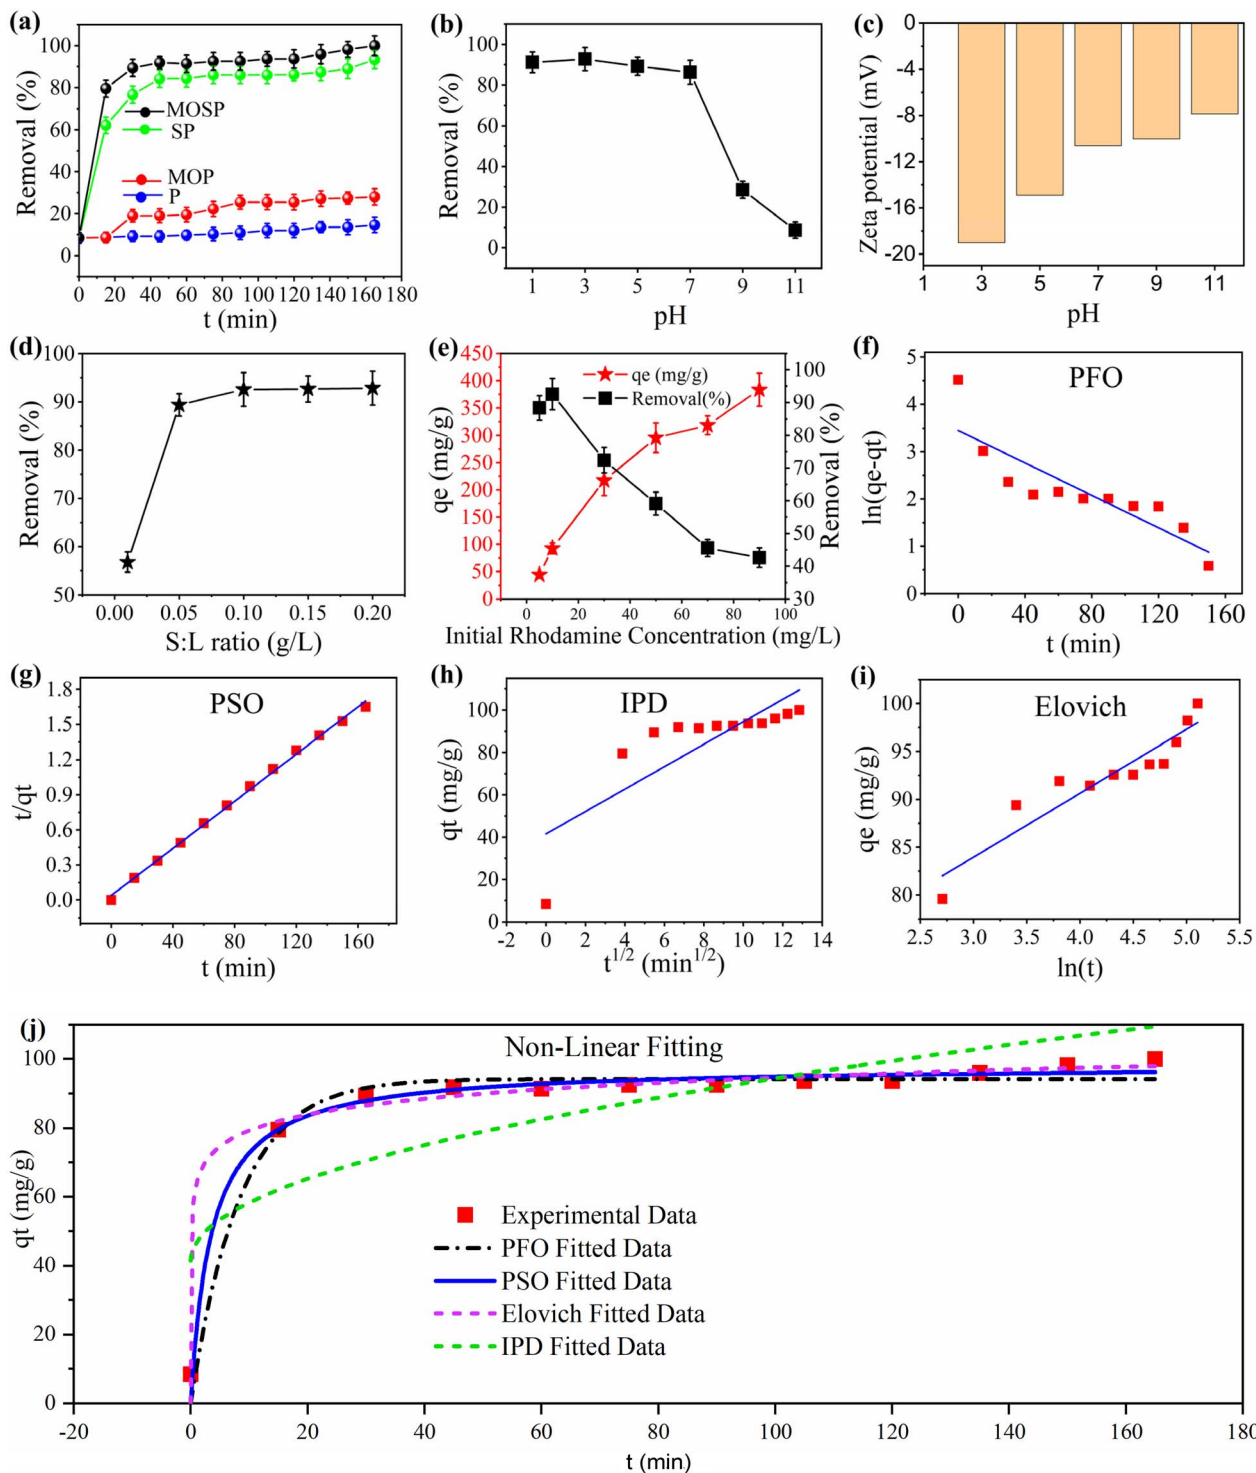 (a)
100
80
60
40
20
0
Removal (%)
MOSP
SP
MOP
P
0 20 40 60 80 100 120 140 160 180
t (min)
(b)
100
80
60
40
20
0
Removal (%)
1 3 5 7 9 11
pH
(c)
0
-4
-8
-12
-16
-20
Zeta potential (mV)
1 3 5 7 9 11
pH
(d)
100
90
80
70
60
50
Removal (%)
0.00 0.05 0.10 0.15 0.20
S:L ratio (g/L)
(e)
450
400
350
300
250
200
150
100
50
0
qe (mg/g)
qe (mg/g)
Removal(%)
100
90
80
70
60
50
40
30
Removal (%)
0 20 40 60 80 100
Initial Rhodamine Concentration (mg/L)
(f)
PFO
5
4
3
2
1
0
ln(qe-qt)
0 40 80 120 160
t (min)
(g)
PSO
1.8
1.5
1.2
0.9
0.6
0.3
0.0
t/qt
0 40 80 120 160
t (min)
(h)
IPD
100
80
60
40
20
0
qt (mg/g)
-2 0 2 4 6 8 10 12 14
t1/2 (min1/2)
(i)
Elovich
100
95
90
85
80
qe (mg/g)
2.5 3.0 3.5 4.0 4.5 5.0 5.5
ln(t)
(j)
Non-Linear Fitting
100
80
60
40
20
0
qt (mg/g)
Experimental Data
PFO Fitted Data
PSO Fitted Data
Elovich Fitted Data
IPD Fitted Data
-20 0 20 40 60 80 100 120 140 160 180
t (min)